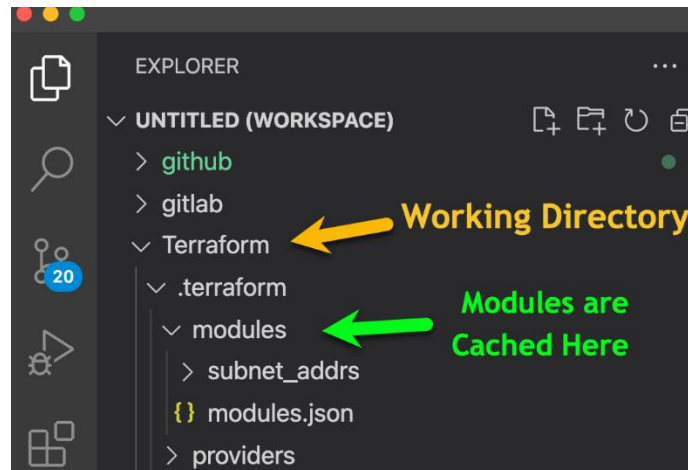 EXPLORER
UNTITLED (WORKSPACE)
github
gitlab
Working Directory
Terraform
20
.terraform
Modules are
Cached Here
modules
subnet_addrs
{} modules.json
providers